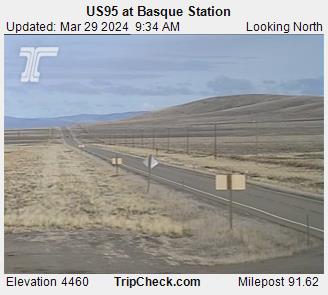 US95 at Basque Station
Updated: Mar 29 2024 9:34 AM Looking North
Elevation 4460 TripCheck.com Milepost 91.62